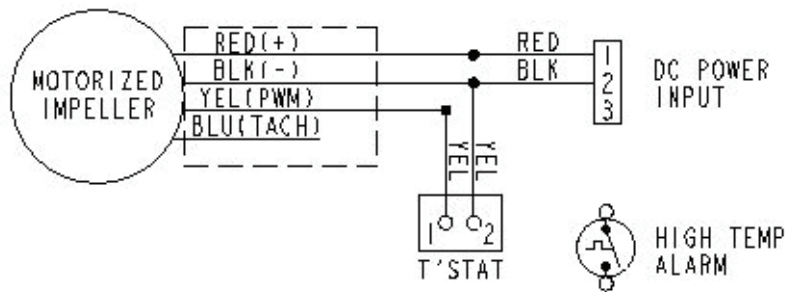 RED(+)
RED
1
BLK(-)
BLK
2
3
DC POWER
INPUT
MOTORIZED
IMPELLER
YEL(PWM)
BLU(TACH)
YEL
YEL
1
2
T'STAT
HIGH TEMP
ALARM